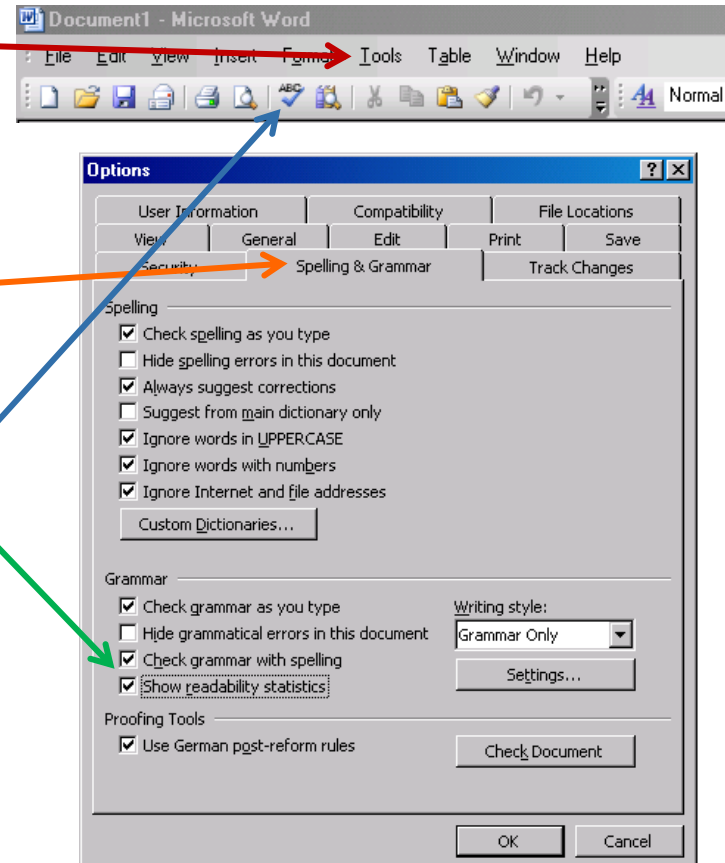 Document1 - Microsoft Word
File Edit View Insert Format Tools Table Window Help
ABC Normal
Options
User Information Compatibility File Locations
View General Edit Print Save
Security Spelling & Grammar Track Changes
Spelling
Check spelling as you type
Hide spelling errors in this document
Always suggest corrections
Suggest from main dictionary only
Ignore words in UPPERCASE
Ignore words with numbers
Ignore Internet and file addresses
Custom Dictionaries...
Grammar
Check grammar as you type Writing style:
Hide grammatical errors in this document Grammar Only
Check grammar with spelling
Show readability statistics Settings...
Proofing Tools
Use German post-reform rules Check Document
OK Cancel